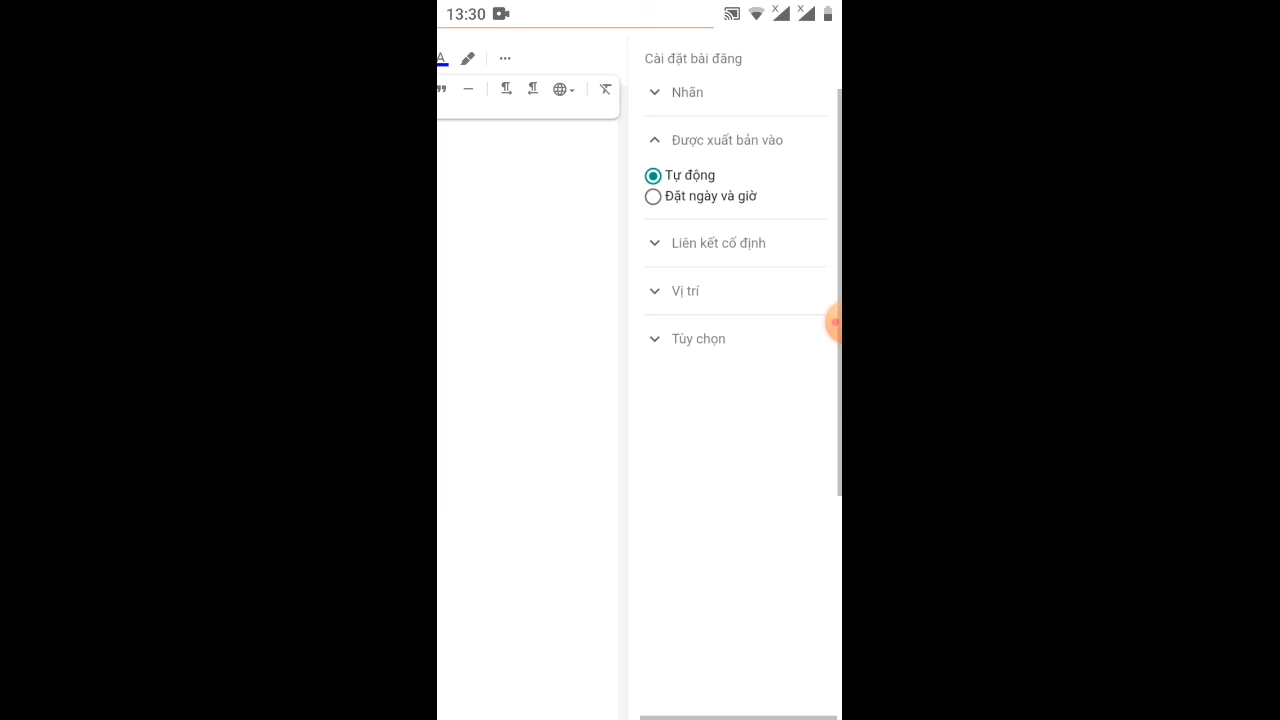 13:30
A
Cài đặt bài đăng
Nhãn
Được xuất bản vào
Tự động
Đặt ngày và giờ
Liên kết cố định
Vị trí
Tùy chọn